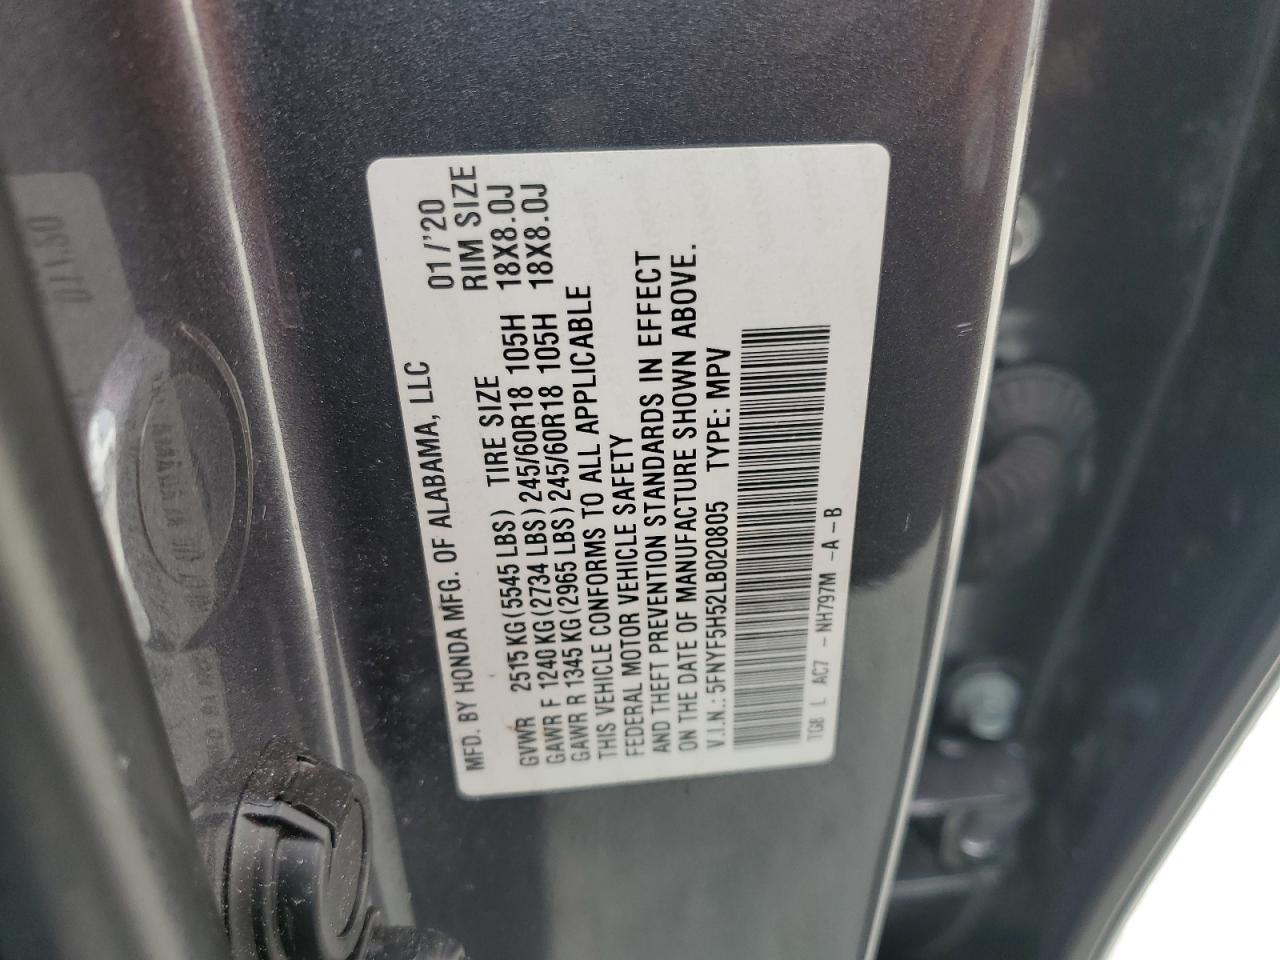 MFD. BY HONDA MFG. OF ALABAMA, LLC 01/'20
GVWR 2515 KG (5545 LBS) TIRE SIZE RIM SIZE
GAWR F 1240 KG (2734 LBS) 245/60R18 105H 18X8.0J
GAWR R 1345 KG (2965 LBS) 245/60R18 105H 18X8.0J
THIS VEHICLE CONFORMS TO ALL APPLICABLE
FEDERAL MOTOR VEHICLE SAFETY
AND THEFT PREVENTION STANDARDS IN EFFECT
ON THE DATE OF MANUFACTURE SHOWN ABOVE.
V.I.N.: 5FNYF5H52LB020805 TYPE: MPV
TG8 L AC7 - NH797M - A - B